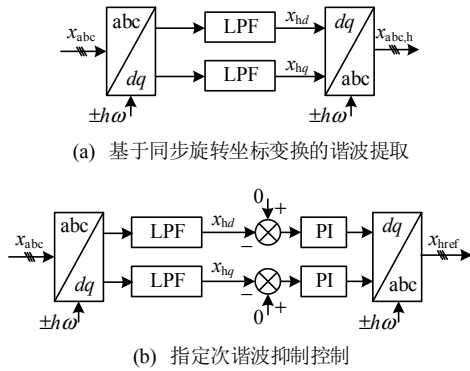 x_abc abc dq LPF x_hd dq abc x_abc,h
LPF x_hq
±hω ±hω
(a) 基于同步旋转坐标变换的谐波提取
0 +
x_abc abc dq LPF x_hd − PI dq abc x_href
LPF x_hq − PI
±hω 0 + ±hω
(b) 指定次谐波抑制控制